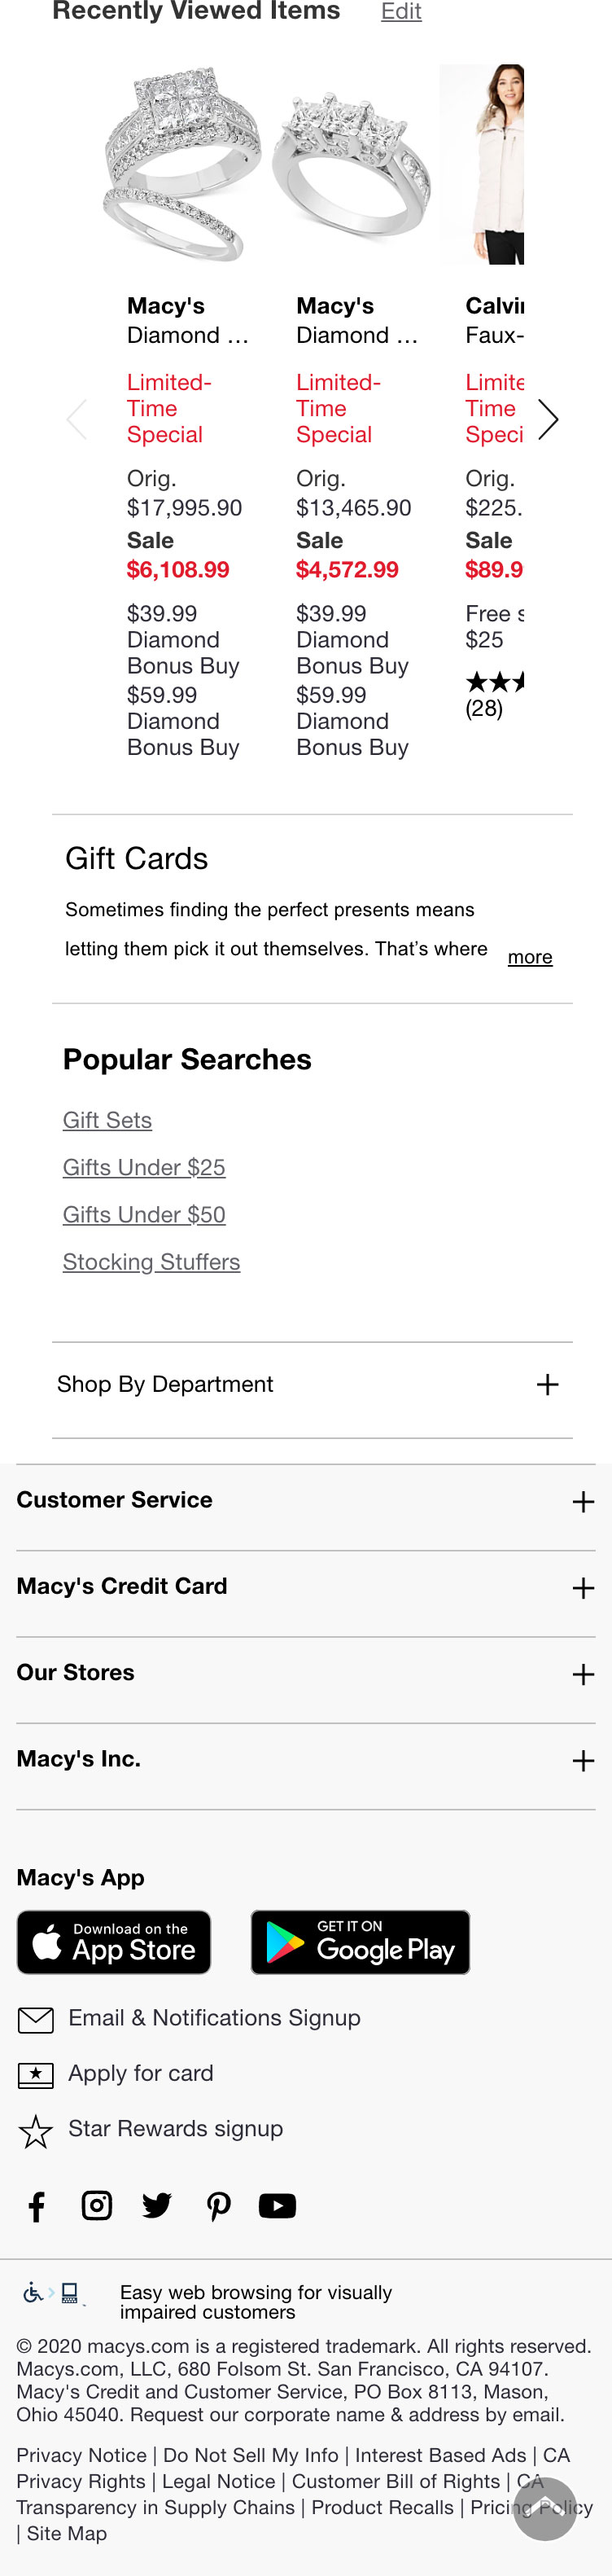 Recently Viewed Items Edit
Macy's Macy's Calvin
Diamond ... Diamond ... Faux-
Limited- Limited- Limite
Time Time Time
Special Special Speci
Orig. Orig. Orig.
$17,995.90 $13,465.90 $225.
Sale Sale Sale
$6,108.99 $4,572.99 $89.9
$39.99 $39.99 Free s
Diamond Diamond $25
Bonus Buy Bonus Buy
$59.99 $59.99 (28)
Diamond Diamond
Bonus Buy Bonus Buy
Gift Cards
Sometimes finding the perfect presents means
letting them pick it out themselves. That’s where more
Popular Searches
Gift Sets
Gifts Under $25
Gifts Under $50
Stocking Stuffers
Shop By Department
Customer Service
Macy's Credit Card
Our Stores
Macy's Inc.
Macy's App
Download on the App Store
GET IT ON Google Play
Email & Notifications Signup
Apply for card
Star Rewards signup
Easy web browsing for visually
impaired customers
© 2020 macys.com is a registered trademark. All rights reserved.
Macys.com, LLC, 680 Folsom St. San Francisco, CA 94107.
Macy's Credit and Customer Service, PO Box 8113, Mason,
Ohio 45040. Request our corporate name & address by email.
Privacy Notice | Do Not Sell My Info | Interest Based Ads | CA
Privacy Rights | Legal Notice | Customer Bill of Rights | CA
Transparency in Supply Chains | Product Recalls | Pricing Policy
| Site Map